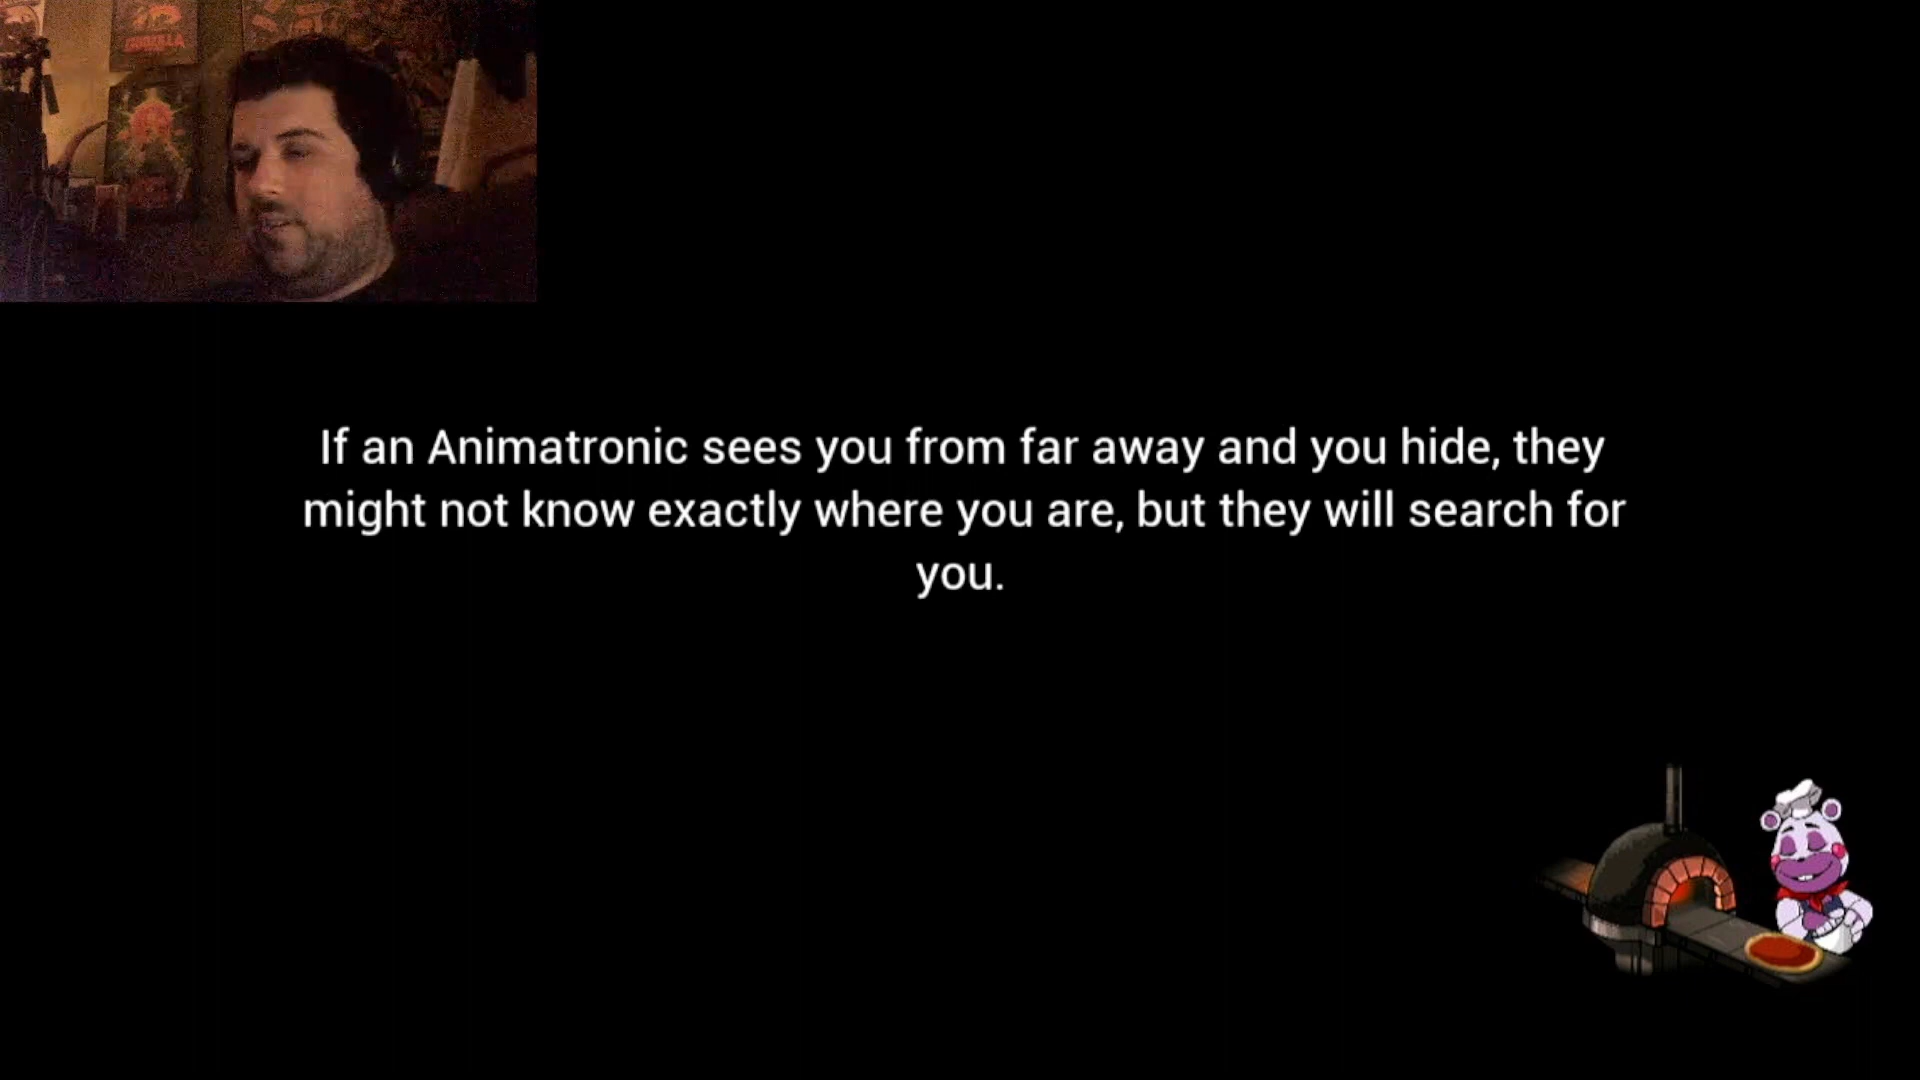 GODZILLA
If an Animatronic sees you from far away and you hide, they
might not know exactly where you are, but they will search for
you.